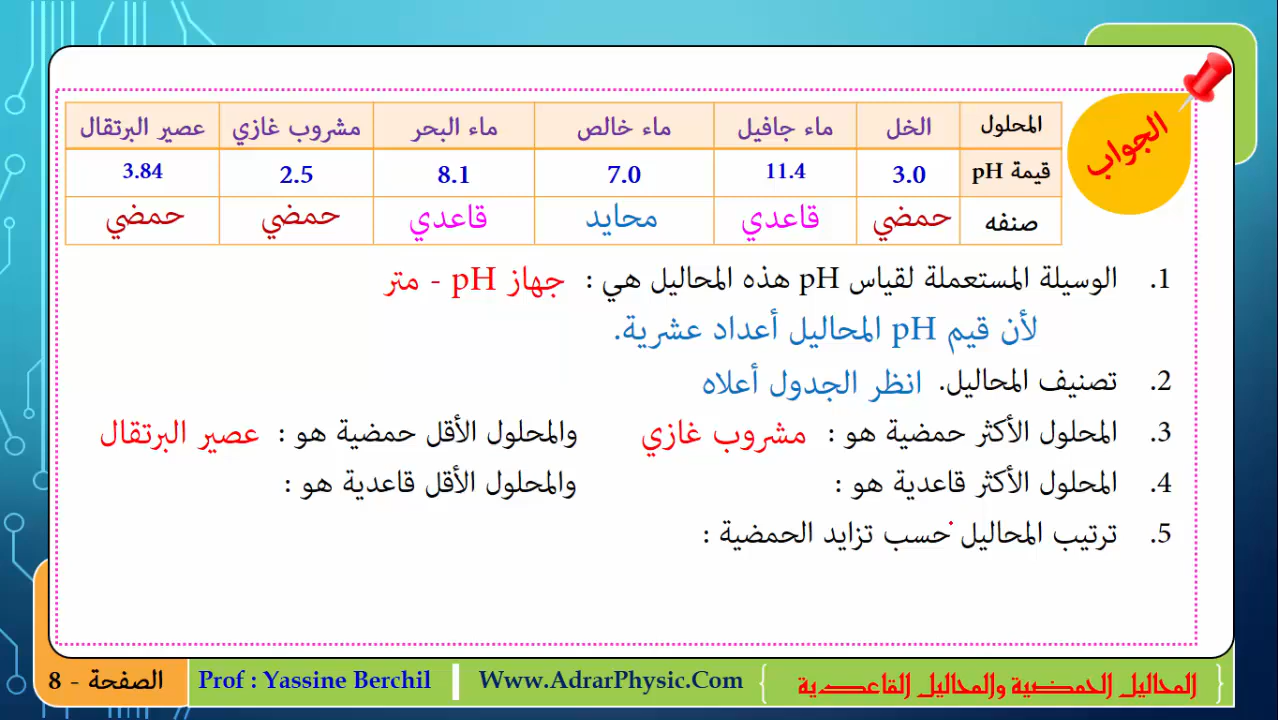 الجواب
المحلول الخل ماء جافيل ماء خالص ماء البحر مشروب غازي عصير البرتقال
قيمة pH 3.0 11.4 7.0 8.1 2.5 3.84
صنفه حمضي قاعدي محايد قاعدي حمضي حمضي
1. الوسيلة المستعملة لقياس pH هذه المحاليل هي : جهاز pH - متر
لأن قيم pH المحاليل أعداد عشرية.
2. تصنيف المحاليل. انظر الجدول أعلاه
3. المحلول الأكثر حمضية هو : مشروب غازي والمحلول الأقل حمضية هو : عصير البرتقال
4. المحلول الأكثر قاعدية هو : والمحلول الأقل قاعدية هو :
5. ترتيب المحاليل حسب تزايد الحمضية :
المحاليل الحمضية والمحاليل القاعدية Www.AdrarPhysic.Com Prof : Yassine Berchil الصفحة - 8